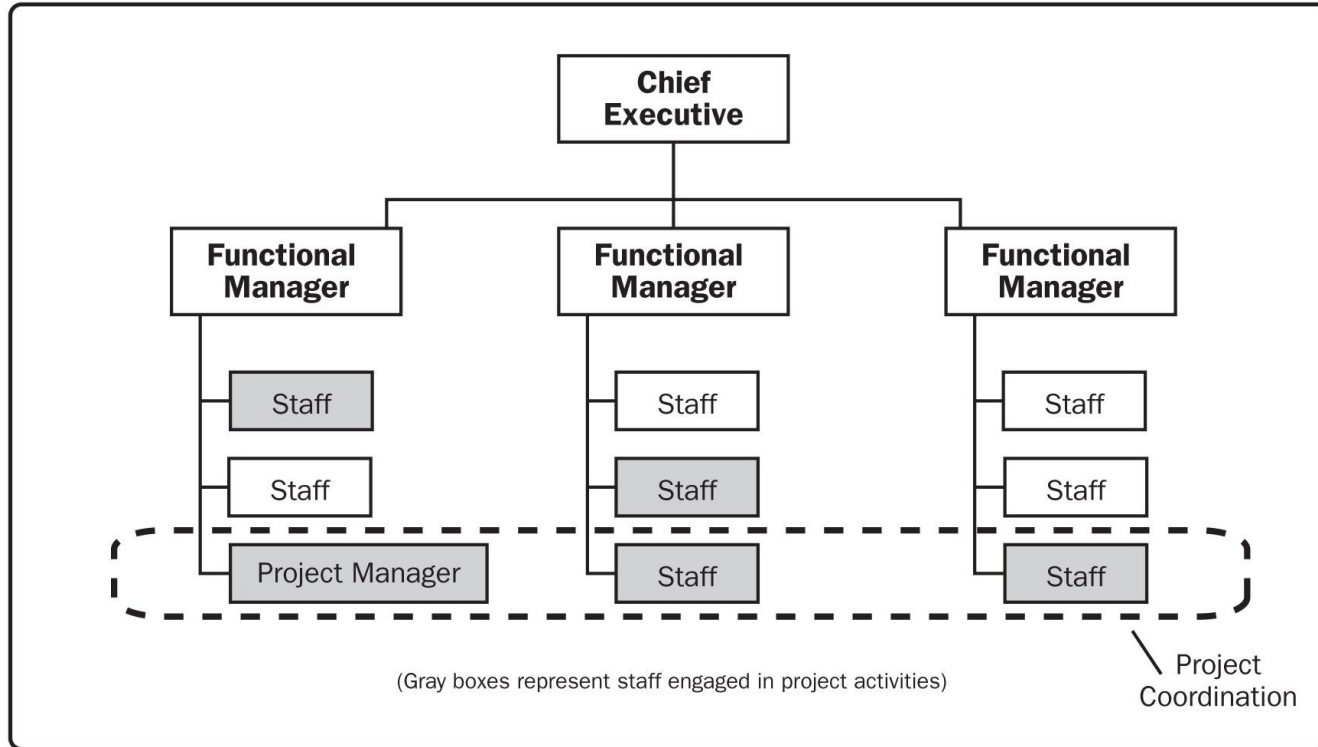 Chief
Executive
Functional
Manager
Functional
Manager
Functional
Manager
Staff
Staff
Staff
Staff
Staff
Staff
Project Manager
Staff
Staff
(Gray boxes represent staff engaged in project activities)
Project
Coordination